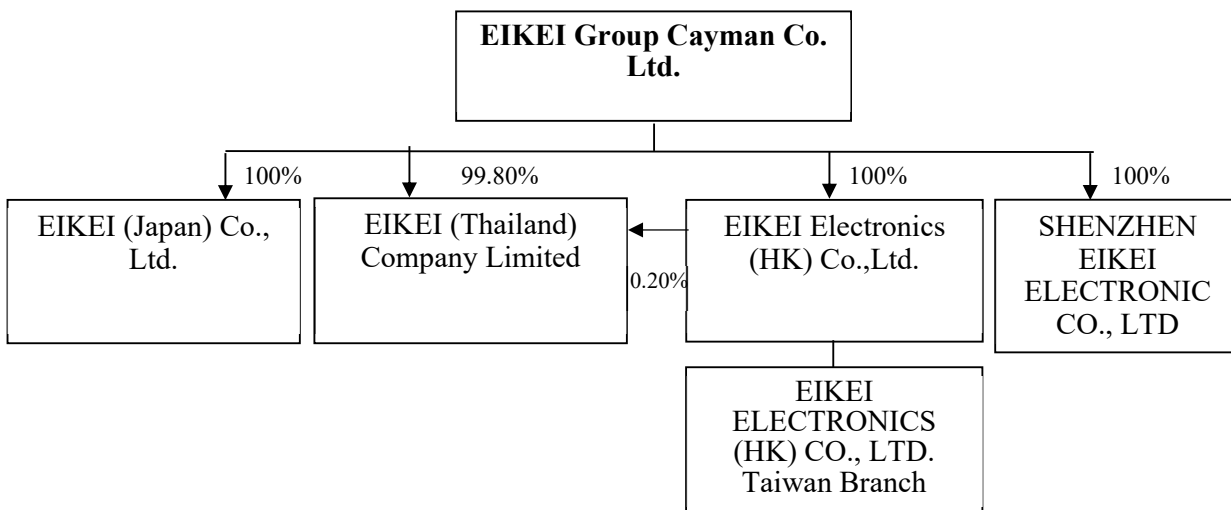 EIKEI Group Cayman Co.
Ltd.
100%
99.80%
100%
100%
EIKEI (Japan) Co.,
Ltd.
EIKEI (Thailand)
Company Limited
0.20%
EIKEI Electronics
(HK) Co.,Ltd.
SHENZHEN
EIKEI
ELECTRONIC
CO., LTD
EIKEI
ELECTRONICS
(HK) CO., LTD.
Taiwan Branch